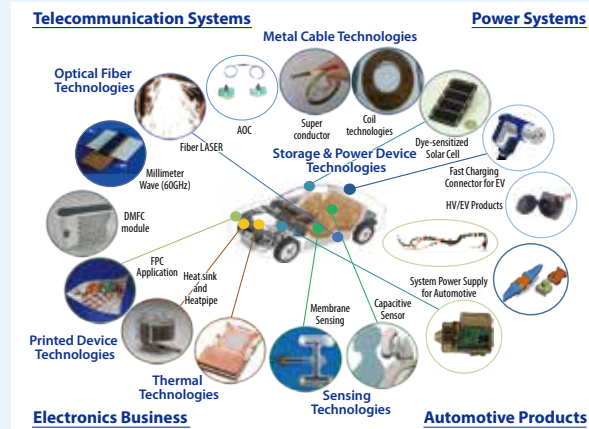 Telecommunication Systems
Power Systems
Metal Cable Technologies
Optical Fiber
Technologies
AOC
Super
conductor
Coil
technologies
Fiber LASER
Dye-sensitized
Solar Cell
Storage & Power Device
Technologies
Millimeter
Wave (60GHz)
Fast Charging
Connector for EV
HV/EV Products
DMFC
module
FPC
Application
Heat sink
and
Heatpipe
System Power Supply
for Automotive
Membrane
Sensing
Capacitive
Sensor
Printed Device
Technologies
Thermal
Technologies
Sensing
Technologies
Electronics Business
Automotive Products